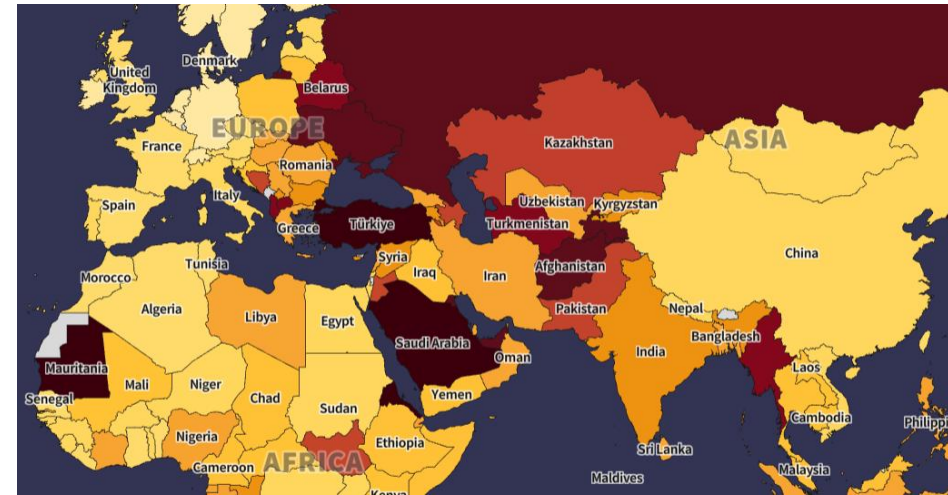 Denmark
United
Kingdom
Belarus
EUROPE
France
Kazakhstan
ASIA
Romania
Italy
Spain
Uzbekistan
Kyrgyzstan
Greece
Türkiye
Turkmenistan
Syria
Iraq
Iran
Afghanistan
China
Tunisia
Morocco
Algeria
Libya
Egypt
Pakistan
Nepal
Bangladesh
India
Saudi Arabia
Oman
Laos
Mauritania
Mali
Niger
Chad
Sudan
Yemen
Senegal
Nigeria
Ethiopia
Cambodia
Philippi
Sri Lanka
Cameroon
AFRICA
Maldives
Malaysia
Kenya